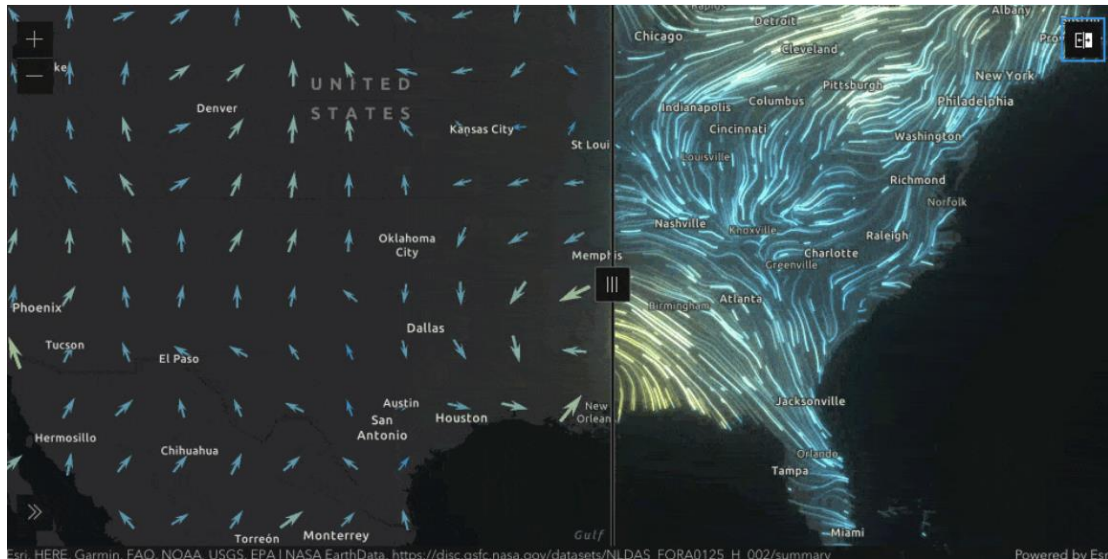 Albany
Detroit
Chicago
Cleveland
New York
UNITED
STATES
Denver
Pittsburgh
Indianapolis
Columbus
Philadelphia
Kansas City
Cincinnati
Washington
St Loui
Louisville
Richmond
Norfolk
Nashville
Knoxville
Raleigh
Oklahoma
City
Memphis
Charlotte
Greenville
Phoenix
Birmingham
Atlanta
Dallas
Tucson
El Paso
Austin
Houston
San
Antonio
New
Orlean
Jacksonville
Hermosillo
Chihuahua
Orlando
Tampa
Torreón
Monterrey
Gulf
Miami
Esri, HERE, Garmin, FAO, NOAA, USGS, EPA | NASA EarthData, https://disc.gsfc.nasa.gov/datasets/NLDAS_FORA0125_H_002/summary
Powered by Esri